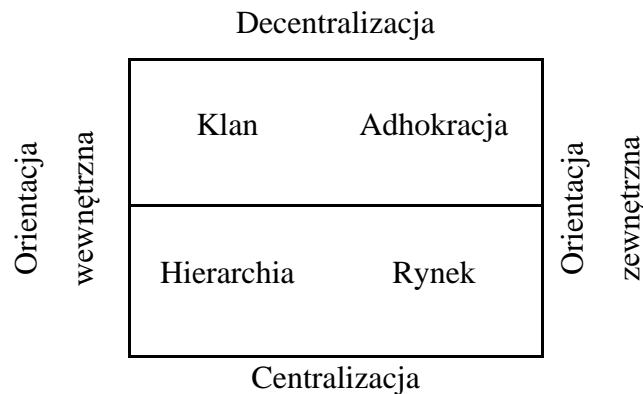 Decentralizacja
Klan Adhokracja
Orientacja
wewnętrzna
Orientacja
zewnętrzna
Hierarchia Rynek
Centralizacja